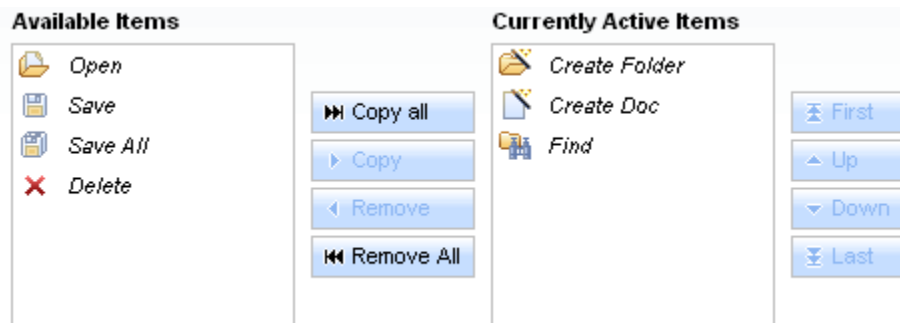 Available Items
Open
Save
Save All
Delete
Copy all
Copy
Remove
Remove All
Currently Active Items
Create Folder
Create Doc
Find
First
Up
Down
Last